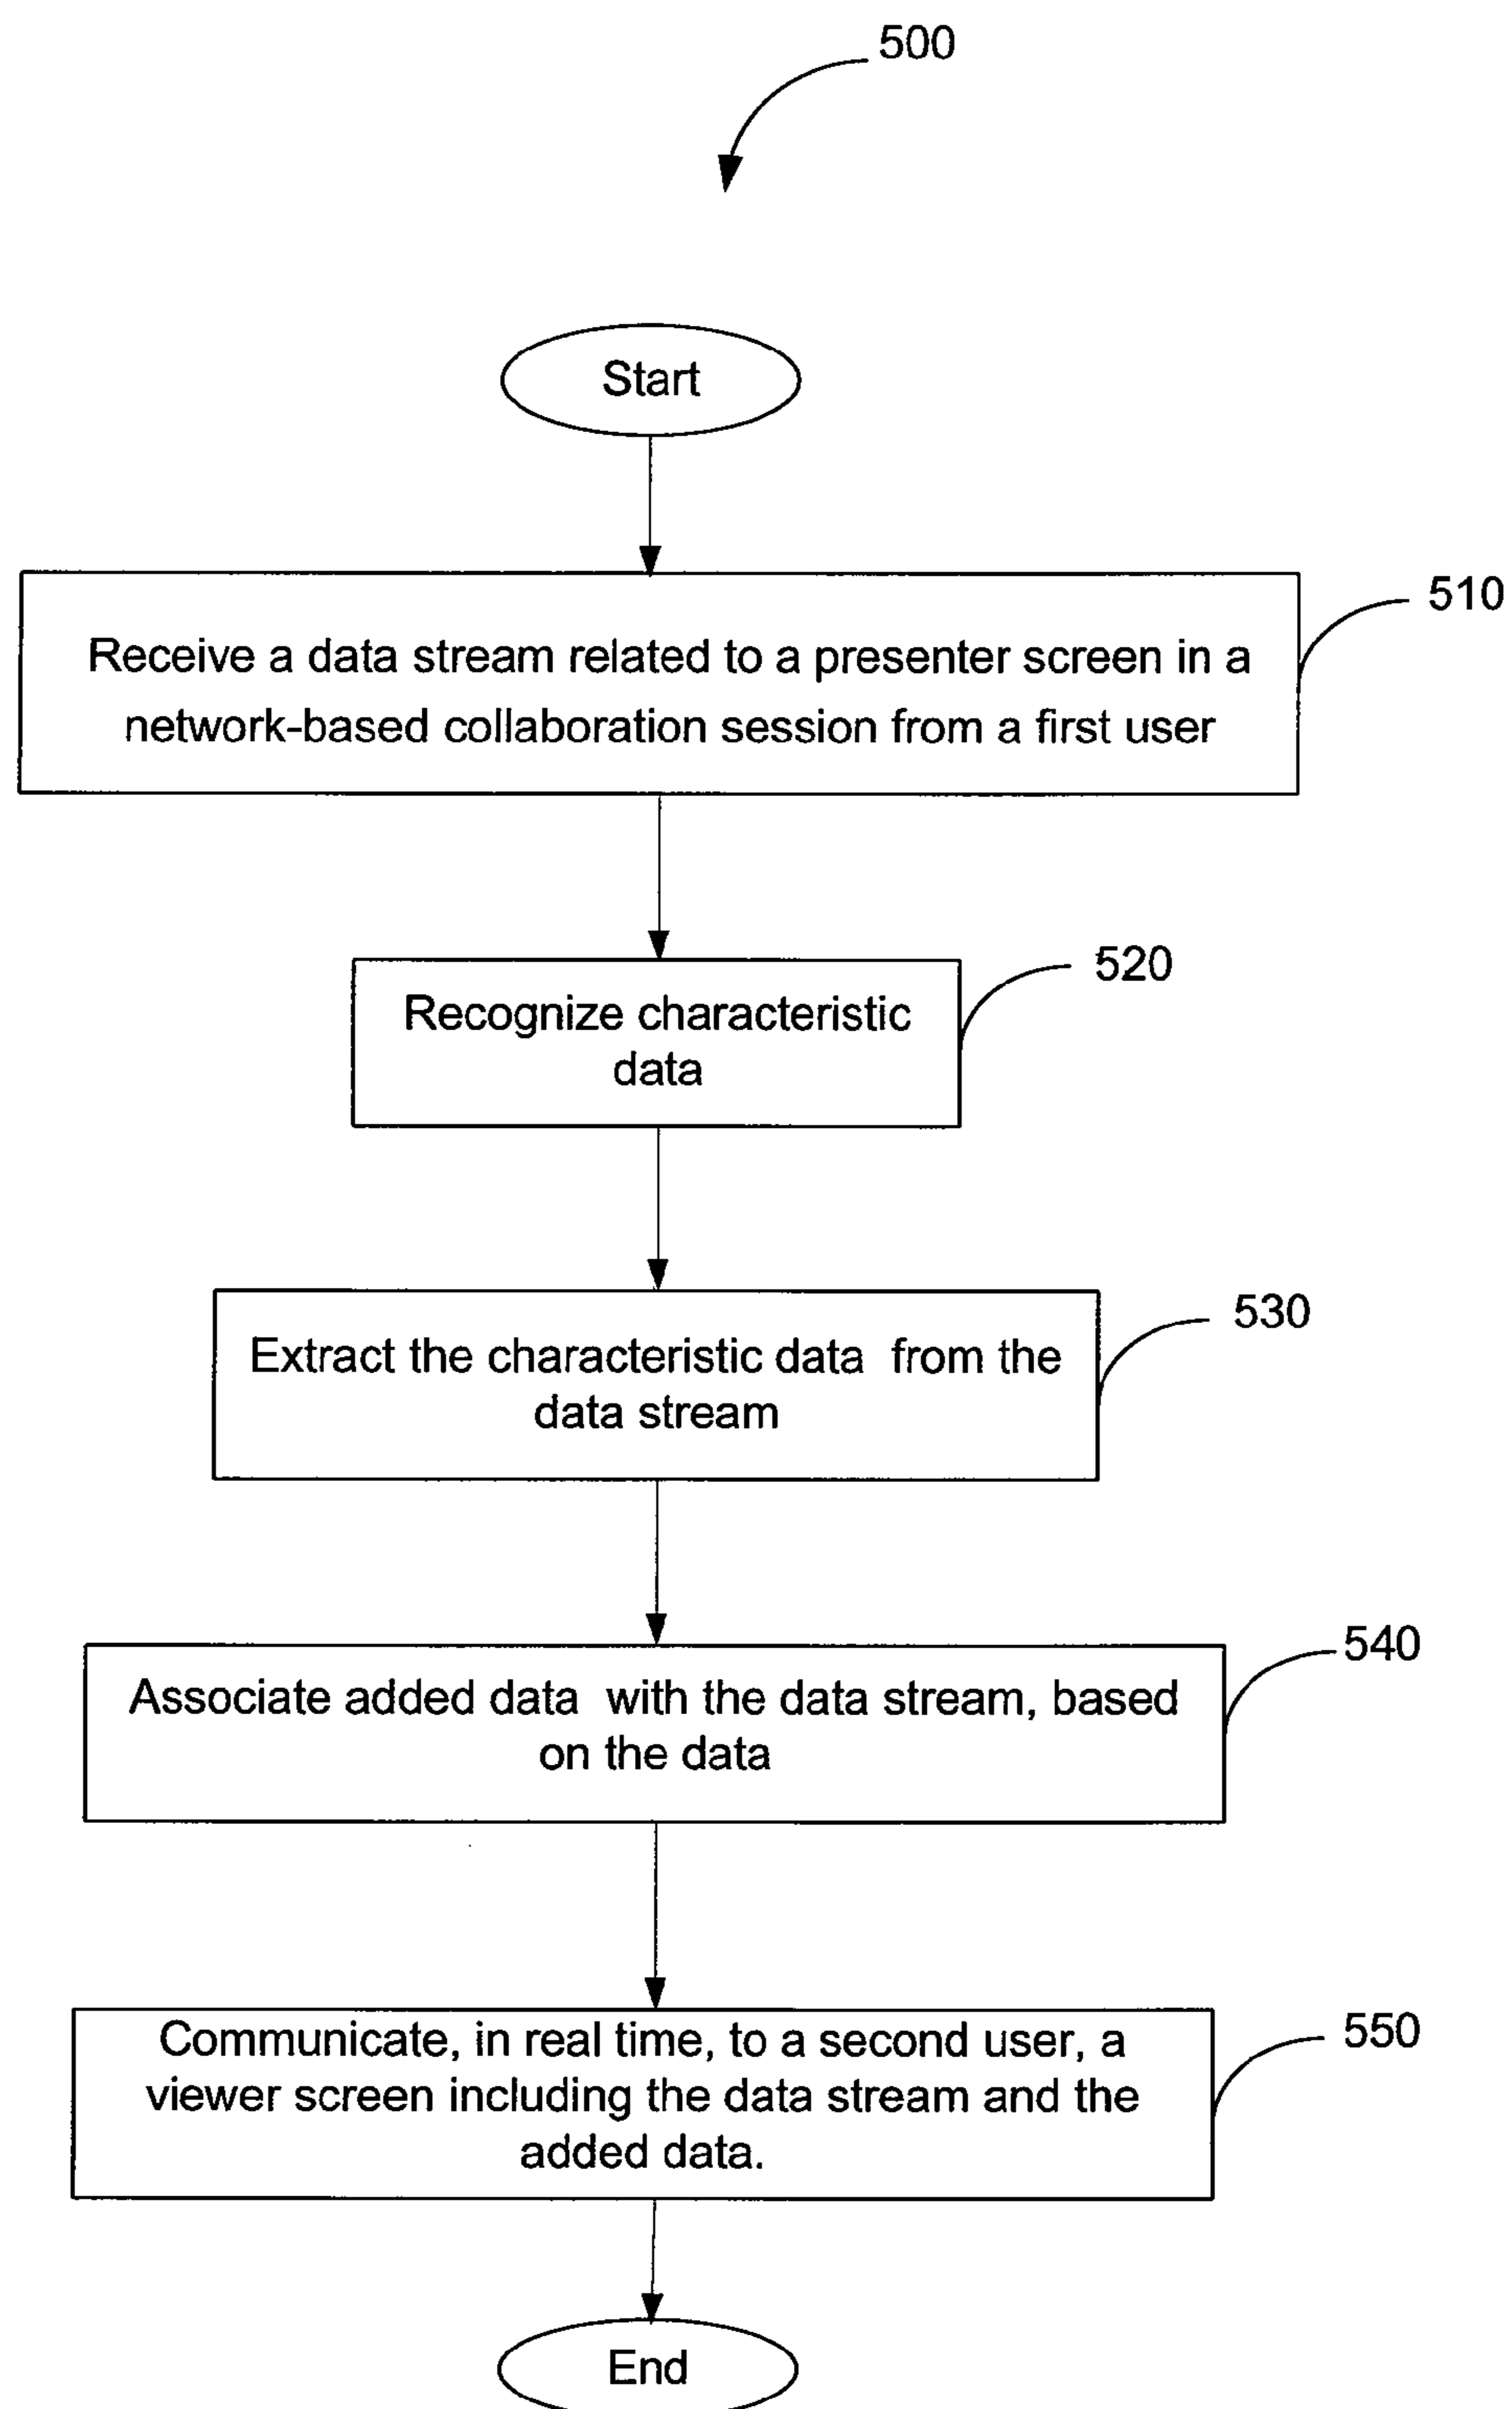 500
Start
510
Receive a data stream related to a presenter screen in a
network-based collaboration session from a first user
520
Recognize characteristic
data
530
Extract the characteristic data from the
data stream
540
Associate added data with the data stream, based
on the data
550
Communicate, in real time, to a second user, a
viewer screen including the data stream and the
added data.
End